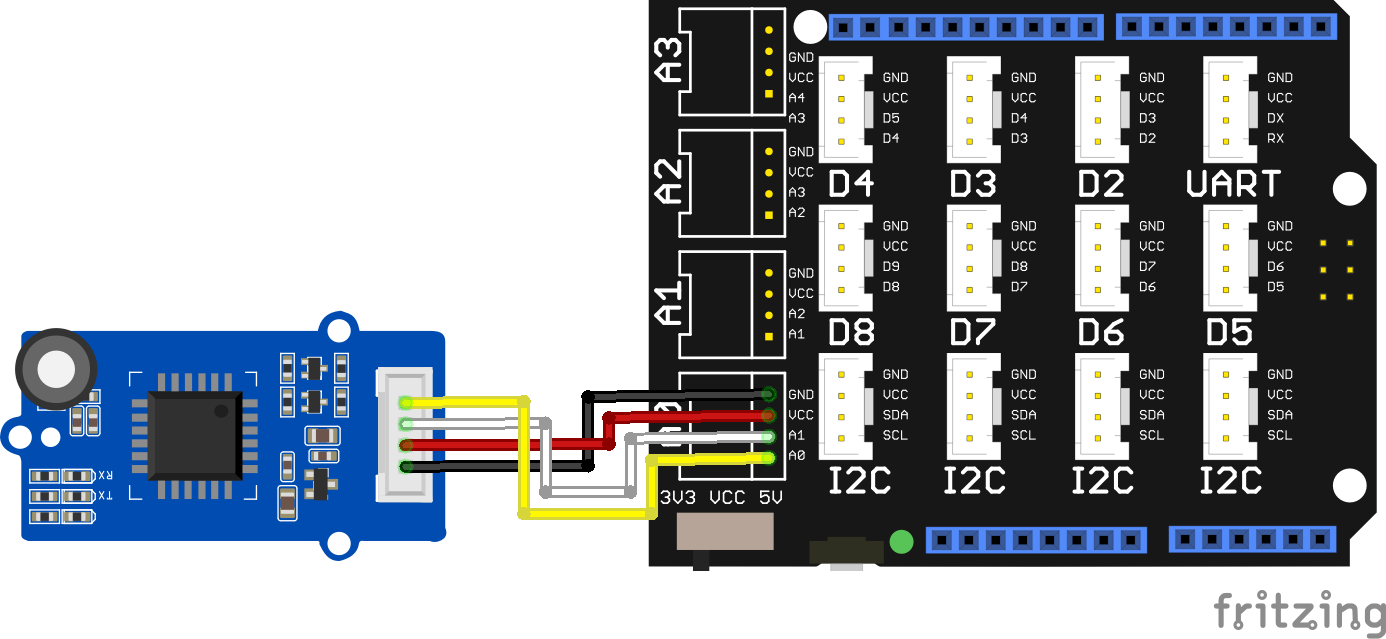 A3
GND
VCC
A4
A3
A2
GND
VCC
A3
A2
A1
GND
VCC
A2
A1
GND
VCC
A1
A0
3V3 VCC 5V
GND
VCC
D5
D4
D4
GND
VCC
D4
D3
D3
GND
VCC
D3
D2
D2
GND
VCC
DX
RX
UART
GND
VCC
D9
D8
D8
GND
VCC
D8
D7
D7
GND
VCC
D7
D6
D6
GND
VCC
D6
D5
D5
GND
VCC
SDA
SCL
I2C
GND
VCC
SDA
SCL
I2C
GND
VCC
SDA
SCL
I2C
GND
VCC
SDA
SCL
I2C
RX
TX
fritzing